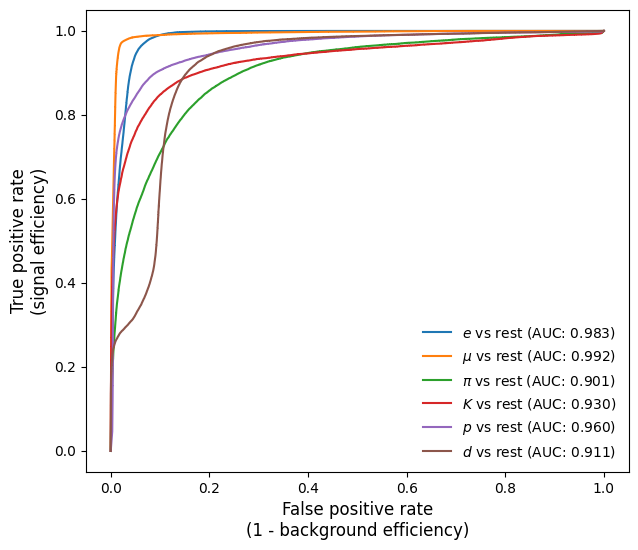 True positive rate
(signal efficiency)
1.0
0.8
0.6
0.4
0.2
0.0
e vs rest (AUC: 0.983)
μ vs rest (AUC: 0.992)
π vs rest (AUC: 0.901)
K vs rest (AUC: 0.930)
p vs rest (AUC: 0.960)
d vs rest (AUC: 0.911)
0.0 0.2 0.4 0.6 0.8 1.0
False positive rate
(1 - background efficiency)